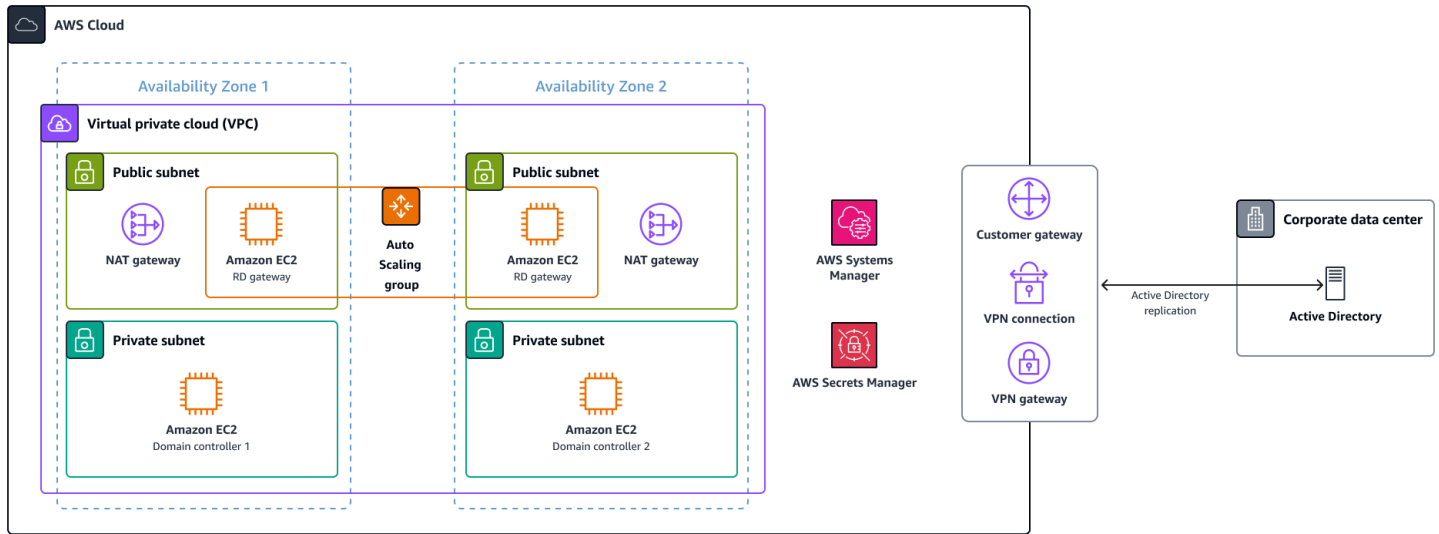 AWS Cloud
Availability Zone 1
Availability Zone 2
Virtual private cloud (VPC)
Public subnet
NAT gateway
Amazon EC2
RD gateway
Auto
Scaling
group
Public subnet
Amazon EC2
RD gateway
NAT gateway
Private subnet
Amazon EC2
Domain controller 1
Private subnet
Amazon EC2
Domain controller 2
AWS Systems
Manager
AWS Secrets Manager
Customer gateway
VPN connection
VPN gateway
Active Directory
replication
Corporate data center
Active Directory